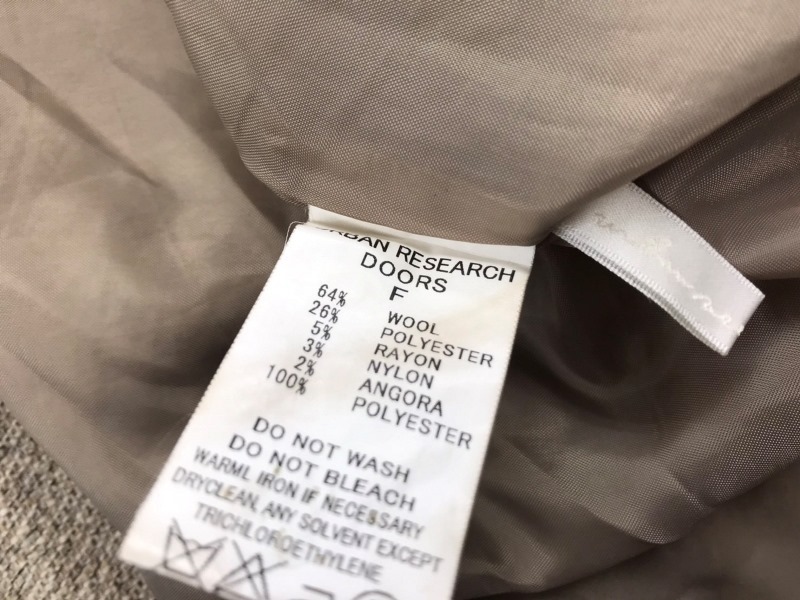 URBAN RESEARCH
DOORS
F
64% WOOL
26% POLYESTER
5% RAYON
3% NYLON
2% ANGORA
100% POLYESTER
DO NOT WASH
DO NOT BLEACH
WARML IRON IF NECESSARY
DRYCLEAN, ANY SOLVENT EXCEPT
TRICHLOROETHYLENE